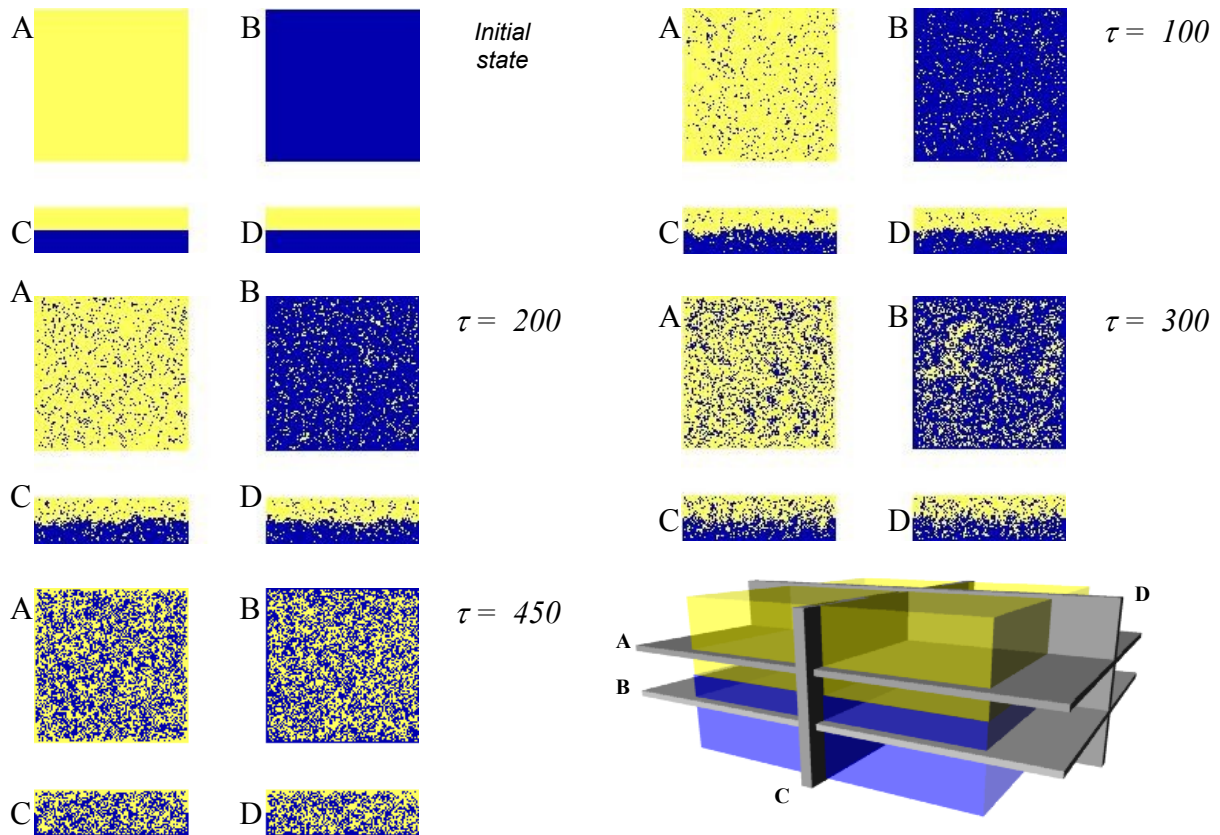 A B Initial state
C D
A B τ = 100
C D
A B τ = 200
C D
A B τ = 300
C D
A B τ = 450
C D
A
B
C
D